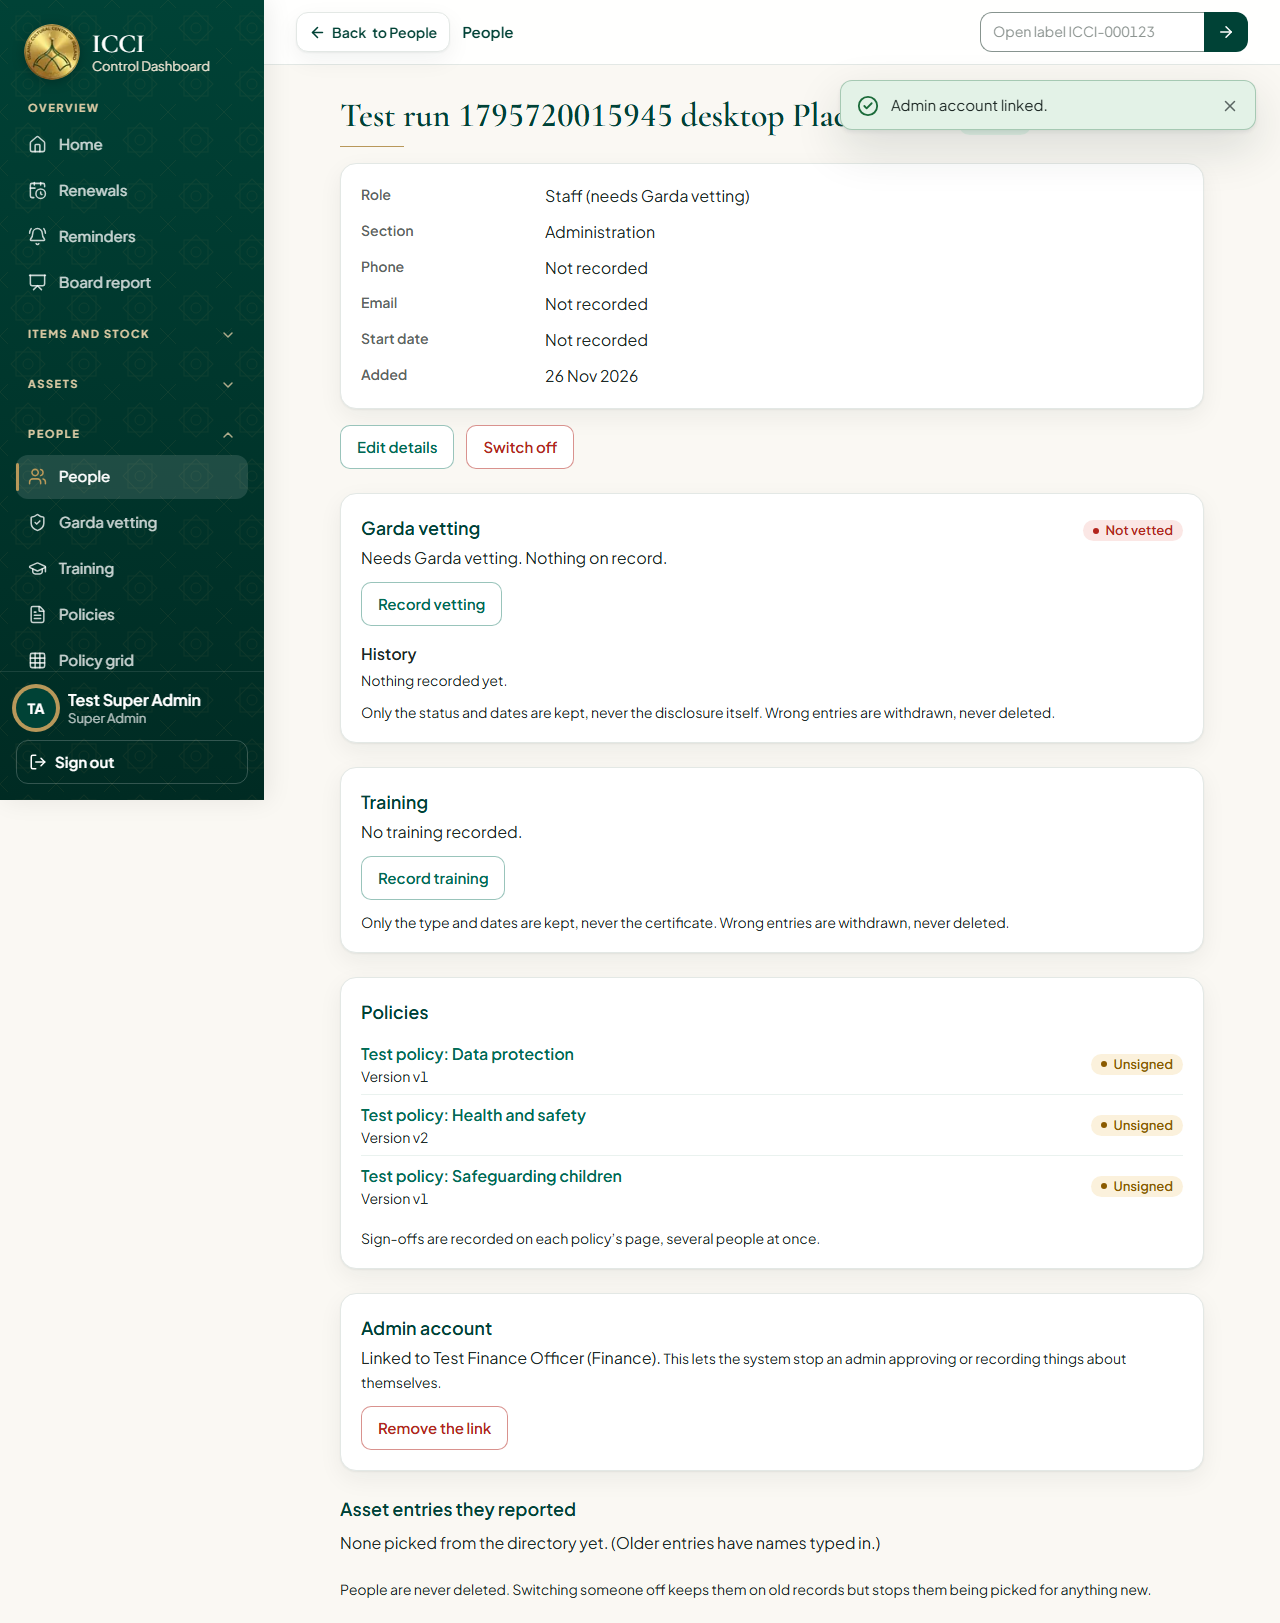 ICCI
Control Dashboard
OVERVIEW
Home
Renewals
Reminders
Board report
ITEMS AND STOCK
ASSETS
PEOPLE
People
Garda vetting
Training
Policies
Policy grid
TA
Test Super Admin
Super Admin
Sign out
Back to People
People
Open label ICCI-000123
Admin account linked.
Test run 1795720015945 desktop
Role
Staff (needs Garda vetting)
Section
Administration
Phone
Not recorded
Email
Not recorded
Start date
Not recorded
Added
26 Nov 2026
Edit details
Switch off
Garda vetting
Not vetted
Needs Garda vetting. Nothing on record.
Record vetting
History
Nothing recorded yet.
Only the status and dates are kept, never the disclosure itself. Wrong entries are withdrawn, never deleted.
Training
No training recorded.
Record training
Only the type and dates are kept, never the certificate. Wrong entries are withdrawn, never deleted.
Policies
Test policy: Data protection
Version v1
Unsigned
Test policy: Health and safety
Version v2
Unsigned
Test policy: Safeguarding children
Version v1
Unsigned
Sign-offs are recorded on each policy's page, several people at once.
Admin account
Linked to Test Finance Officer (Finance). This lets the system stop an admin approving or recording things about
themselves.
Remove the link
Asset entries they reported
None picked from the directory yet. (Older entries have names typed in.)
People are never deleted. Switching someone off keeps them on old records but stops them being picked for anything new.